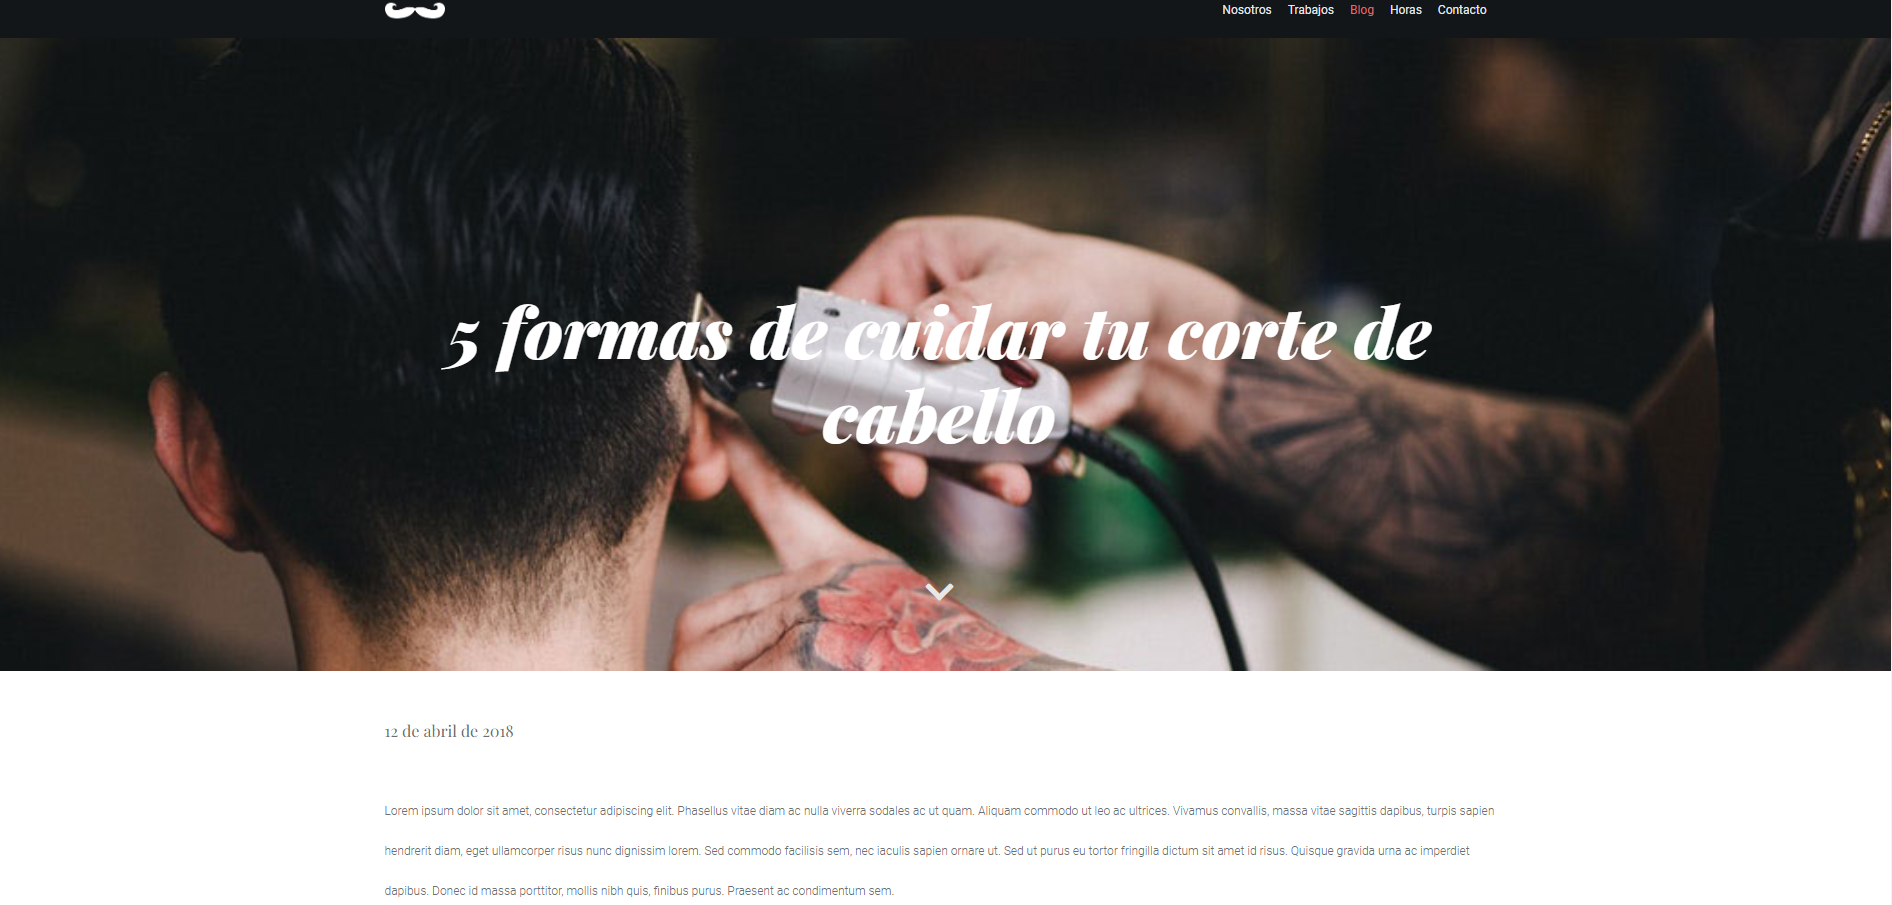 Nosotros Trabajos Blog Horas Contacto
5 formas de cuidar tu corte de
cabello
12 de abril de 2018
Lorem ipsum dolor sit amet, consectetur adipiscing elit. Phasellus vitae diam ac nulla viverra sodales ac ut quam. Aliquam commodo ut leo ac ultrices. Vivamus convallis, massa vitae sagittis dapibus, turpis sapien
hendrerit diam, eget ullamcorper risus nunc dignissim lorem. Sed commodo facilisis sem, nec iaculis sapien ornare ut. Sed ut purus eu tortor fringilla dictum sit amet id risus. Quisque gravida urna ac imperdiet
dapibus. Donec id massa porttitor, mollis nibh quis, finibus purus. Praesent ac condimentum sem.